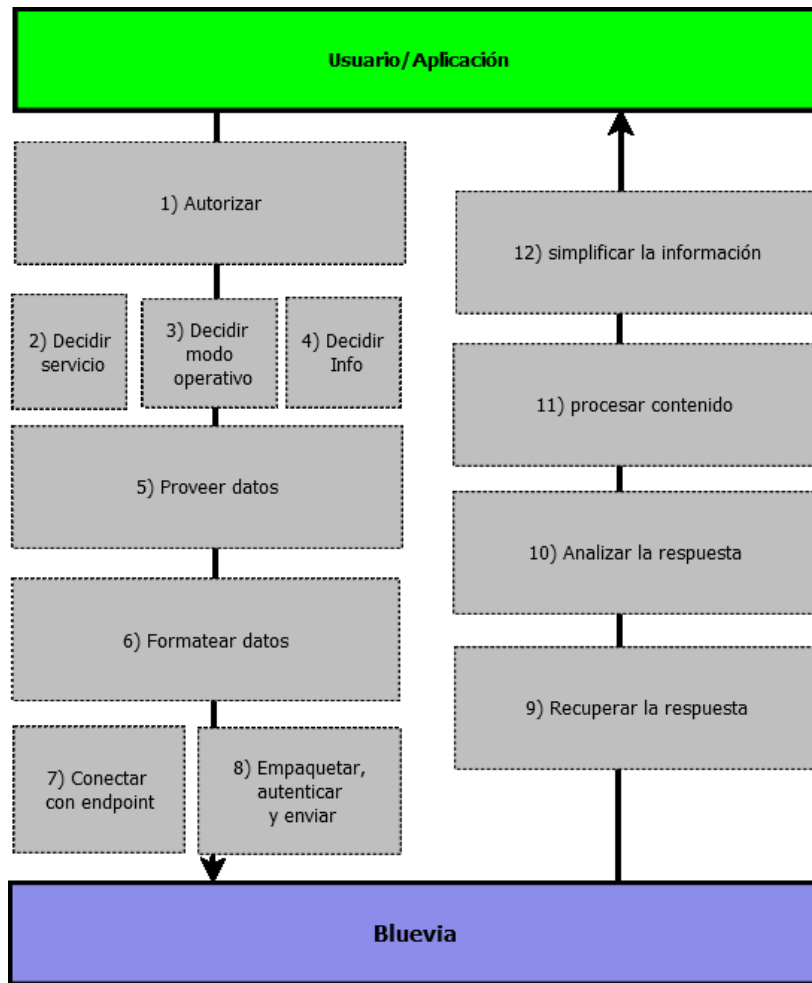 Usuario/Aplicación
1) Autorizar
2) Decidir
servicio
3) Decidir
modo
operativo
4) Decidir
Info
5) Proveer datos
6) Formatear datos
7) Conectar
con endpoint
8) Empaquetar,
autenticar
y enviar
12) simplificar la información
11) procesar contenido
10) Analizar la respuesta
9) Recuperar la respuesta
Bluevia